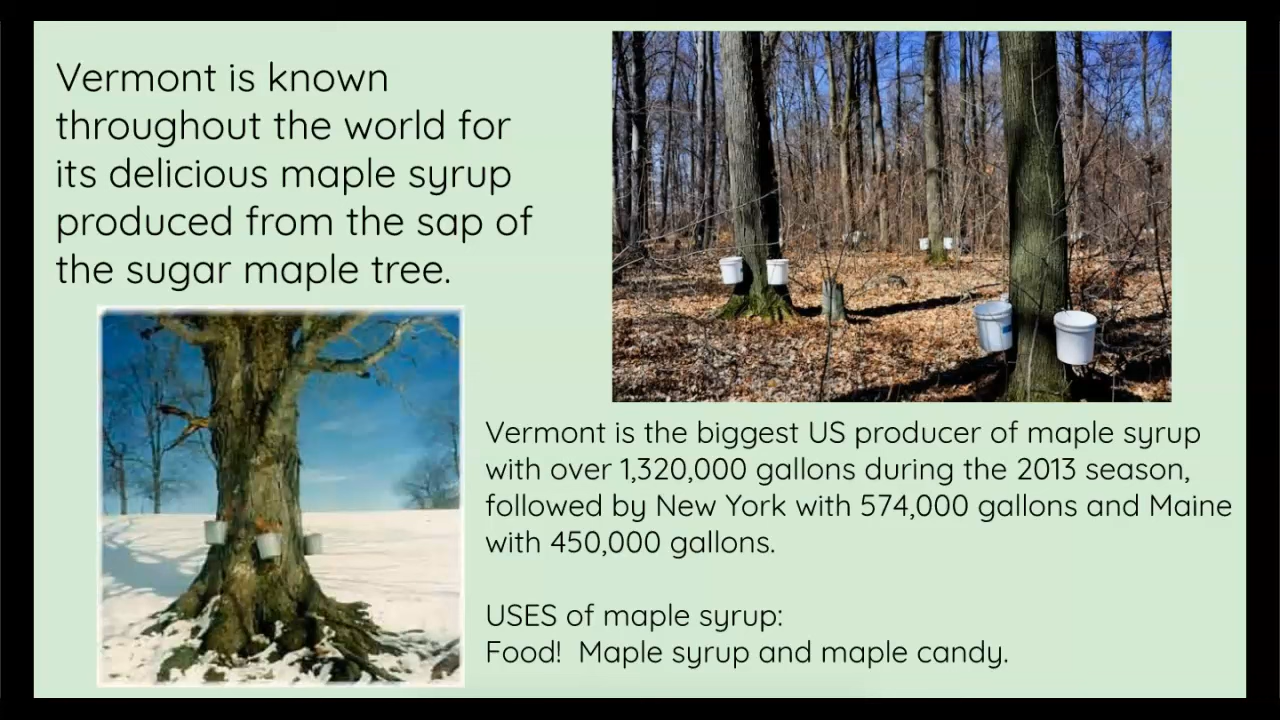 Vermont is known
throughout the world for
its delicious maple syrup
produced from the sap of
the sugar maple tree.
Vermont is the biggest US producer of maple syrup
with over 1,320,000 gallons during the 2013 season,
followed by New York with 574,000 gallons and Maine
with 450,000 gallons.
USES of maple syrup:
Food!  Maple syrup and maple candy.